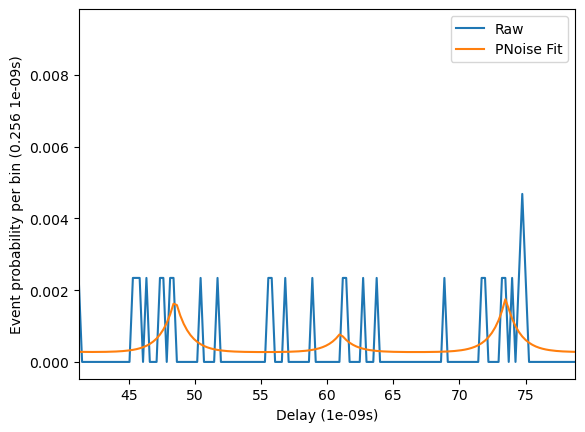 Raw
PNoise Fit
0.008
0.006
0.004
0.002
0.000
Event probability per bin (0.256 1e-09s)
45 50 55 60 65 70 75
Delay (1e-09s)